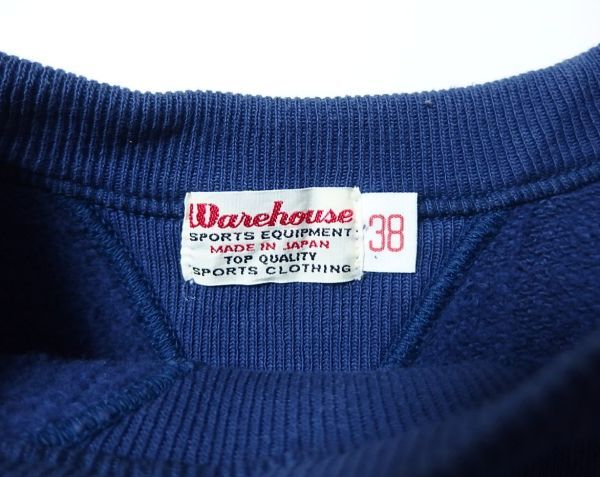 Warehouse
SPORTS EQUIPMENT
MADE IN JAPAN
TOP QUALITY
SPORTS CLOTHING
38